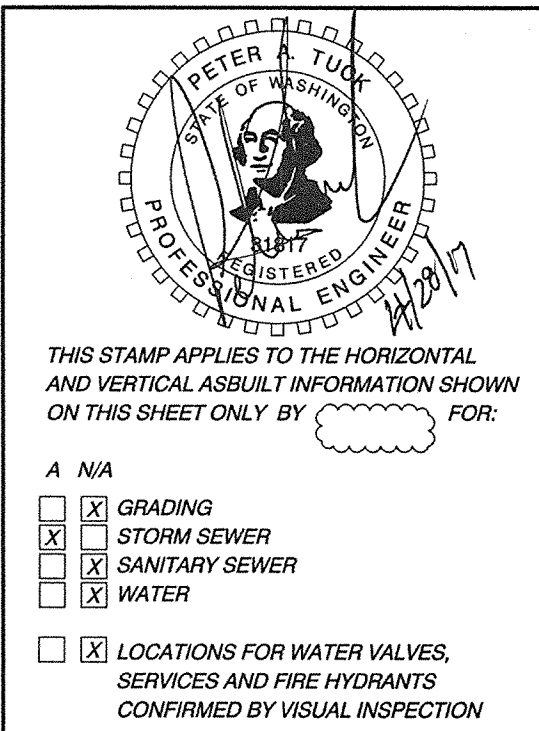 PETER A. TUCK
STATE OF WASHINGTON
31817
REGISTERED
PROFESSIONAL ENGINEER
THIS STAMP APPLIES TO THE HORIZONTAL
AND VERTICAL ASBUILT INFORMATION SHOWN
ON THIS SHEET ONLY BY FOR:
A N/A
X GRADING
X STORM SEWER
X SANITARY SEWER
X WATER
X LOCATIONS FOR WATER VALVES,
SERVICES AND FIRE HYDRANTS
CONFIRMED BY VISUAL INSPECTION